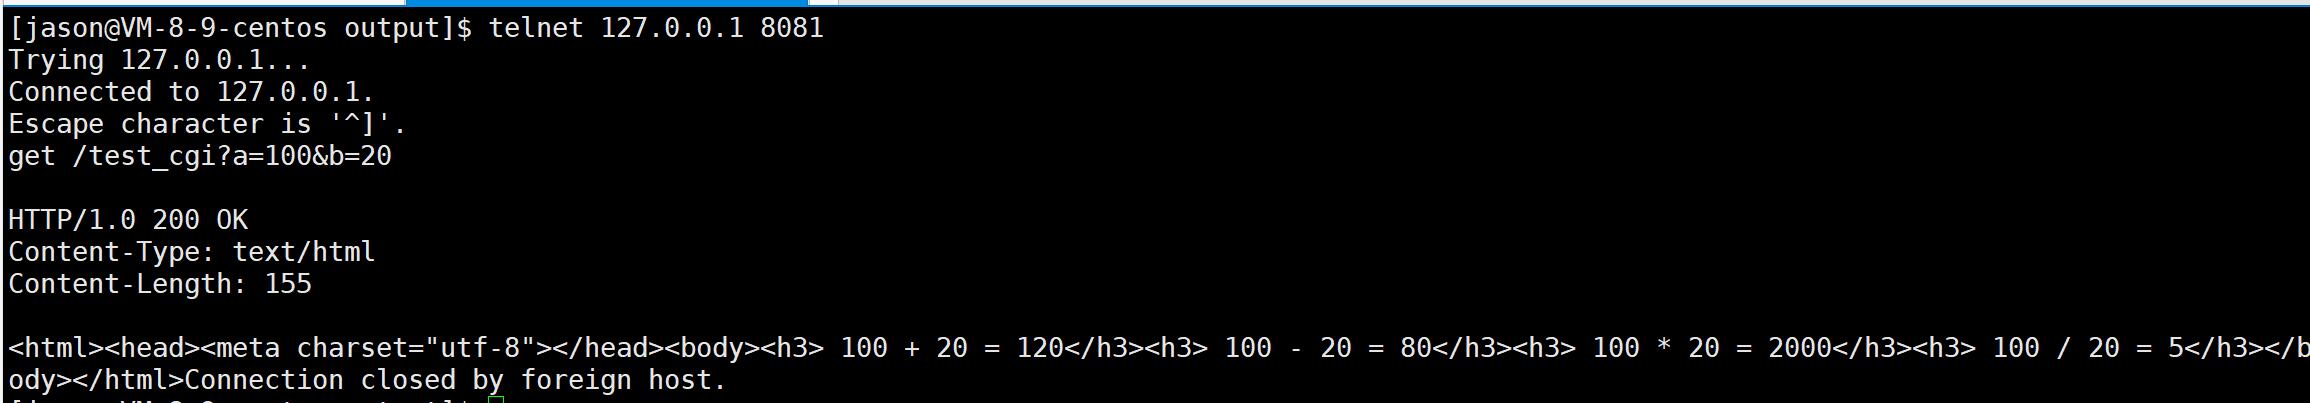 [jason@VM-8-9-centos output]$ telnet 127.0.0.1 8081
Trying 127.0.0.1...
Connected to 127.0.0.1.
Escape character is '^]'.
get /test_cgi?a=100&b=20
HTTP/1.0 200 OK
Content-Type: text/html
Content-Length: 155
<html><head><meta charset="utf-8"></head><body><h3> 100 + 20 = 120</h3><h3> 100 - 20 = 80</h3><h3> 100 * 20 = 2000</h3><h3> 100 / 20 = 5</h3></b
ody></html>Connection closed by foreign host.